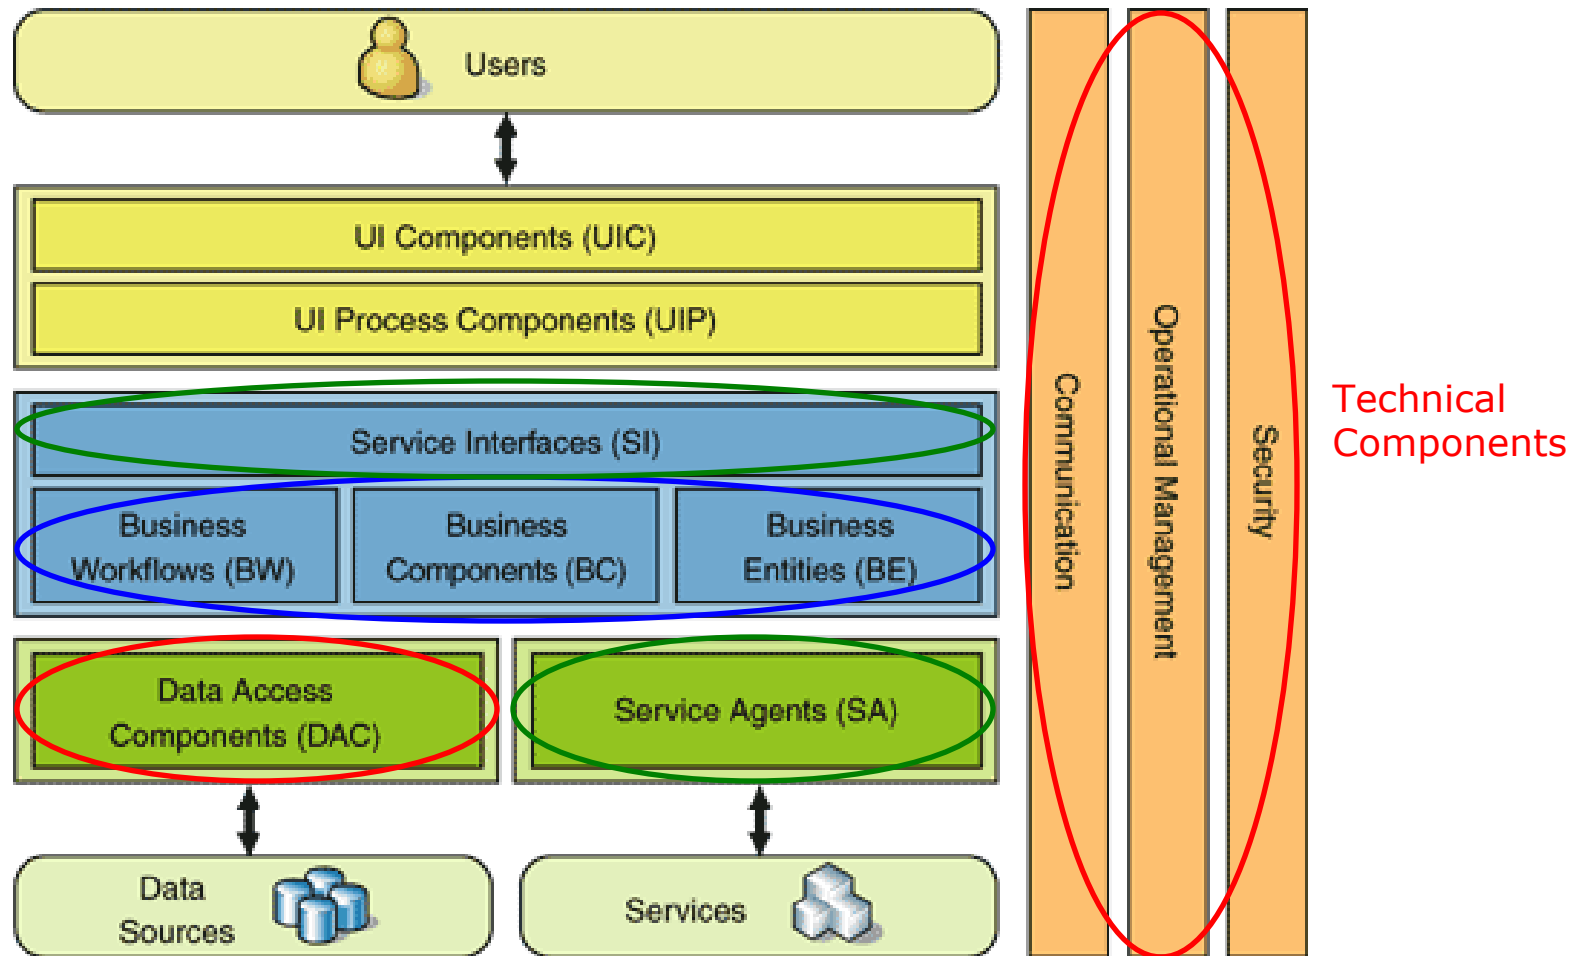 Users
UI Components (UIC)
UI Process Components (UIP)
Service Interfaces (SI)
Business
Workflows (BW)
Business
Components (BC)
Business
Entities (BE)
Data Access
Components (DAC)
Service Agents (SA)
Data
Sources
Services
Communication
Operational Management
Security
Technical
Components